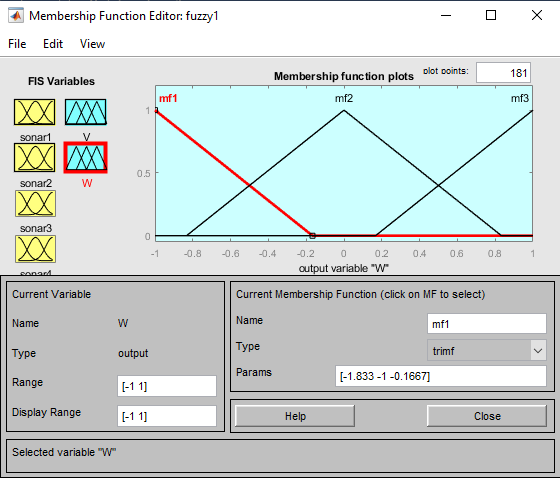 Membership Function Editor: fuzzy1
File Edit View
FIS Variables
Membership function plots
plot points:
181
mf1
mf2
mf3
1
0.5
0
-1 -0.8 -0.6 -0.4 -0.2 0 0.2 0.4 0.6 0.8 1
output variable "W"
sonar1
V
sonar2
W
sonar3
sonar4
Current Variable
Name W
Type output
Range [-1 1]
Display Range [-1 1]
Current Membership Function (click on MF to select)
Name mf1
Type trimf
Params [-1.833 -1 -0.1667]
Help Close
Selected variable "W"